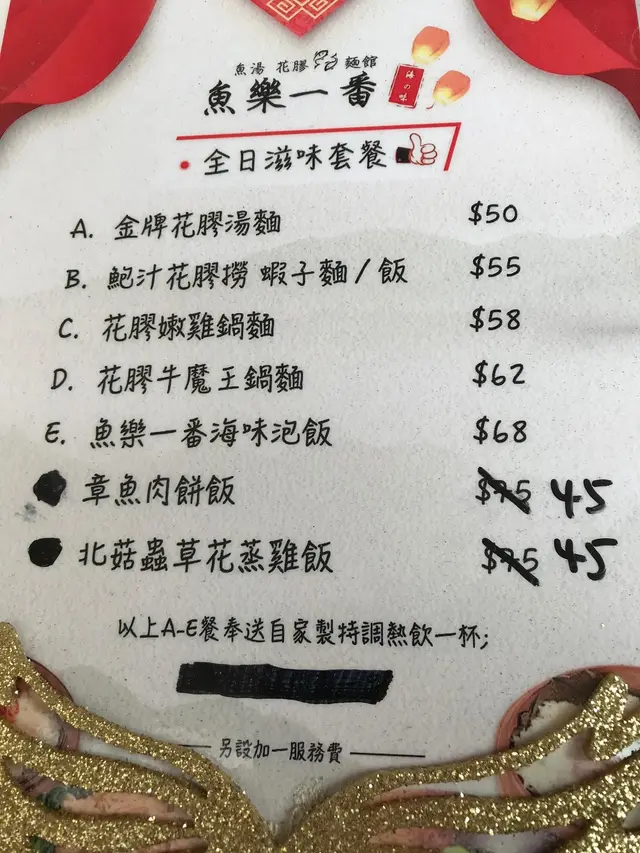 魚湯 花膠 麵館
魚樂一番
海の味
• 全日滋味套餐
A. 金牌花膠湯麵 $50
B. 鮑汁花膠撈 蝦子麵/飯 $55
C. 花膠嫩雞鍋麵 $58
D. 花膠牛魔王鍋麵 $62
E. 魚樂一番海味泡飯 $68
章魚肉餅飯 45
北菇蟲草花蒸雞飯 45
以上A-E餐奉送自家製特調熱飲一杯;
另設加一服務費